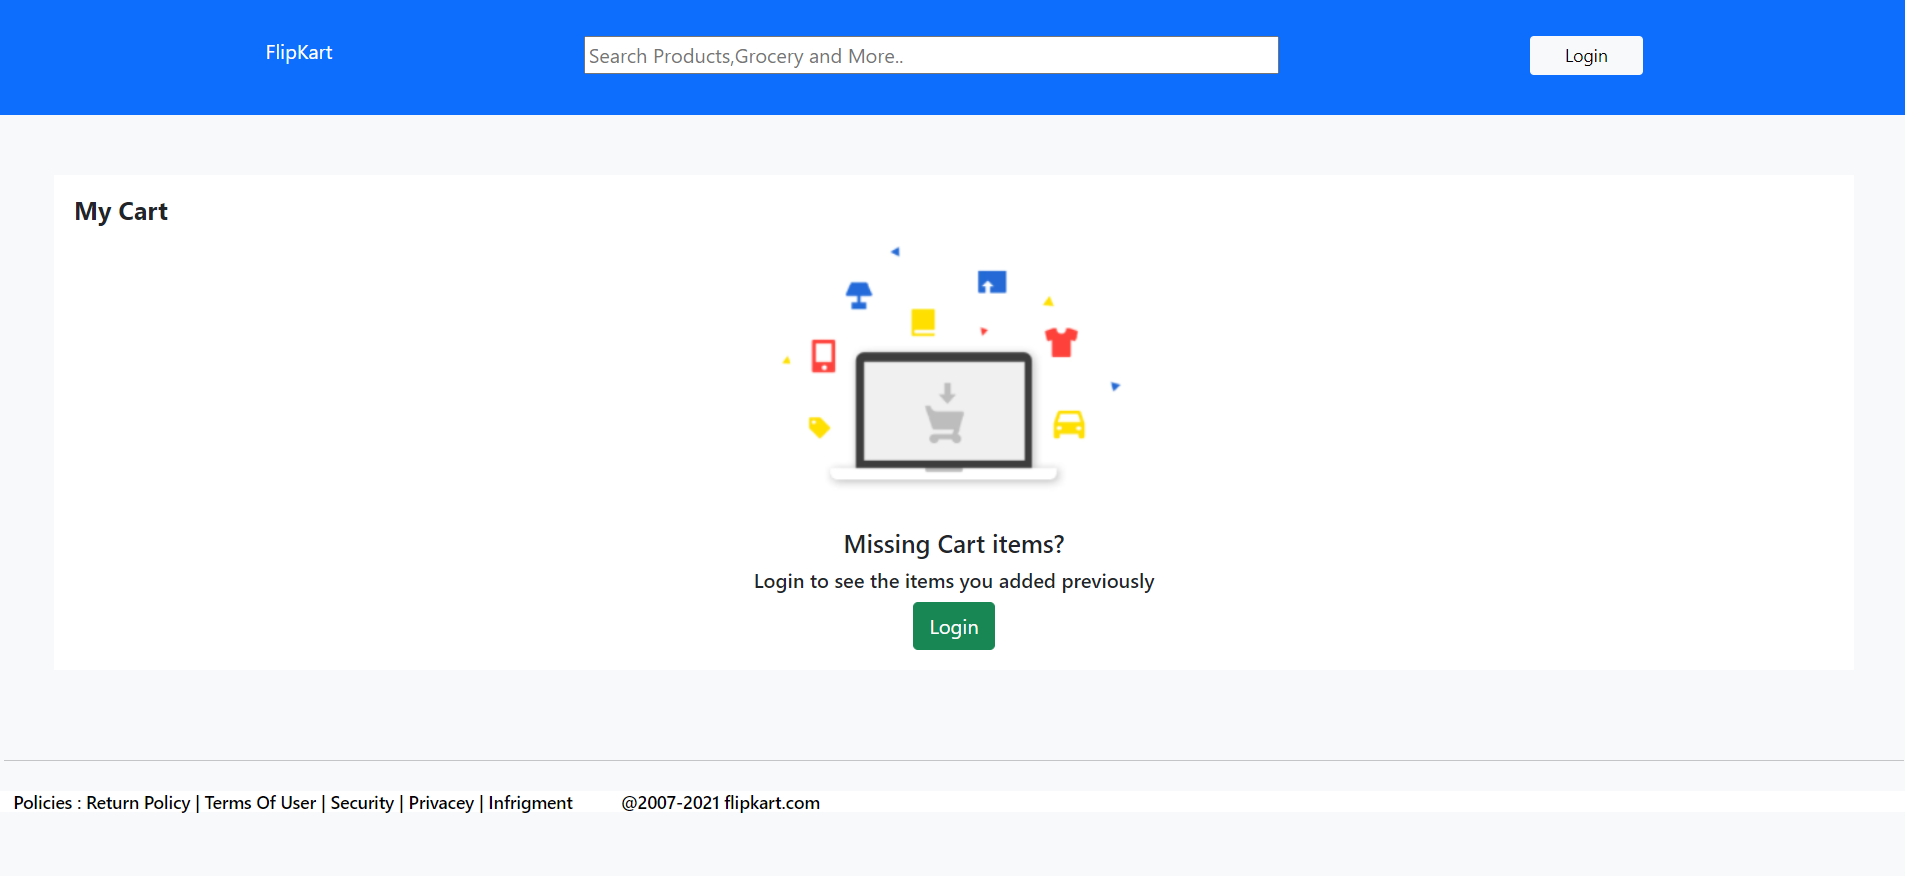 FlipKart
Search Products,Grocery and More..
Login
My Cart
Missing Cart items?
Login to see the items you added previously
Login
Policies : Return Policy | Terms Of User | Security | Privacey | Infrigment @2007-2021 flipkart.com